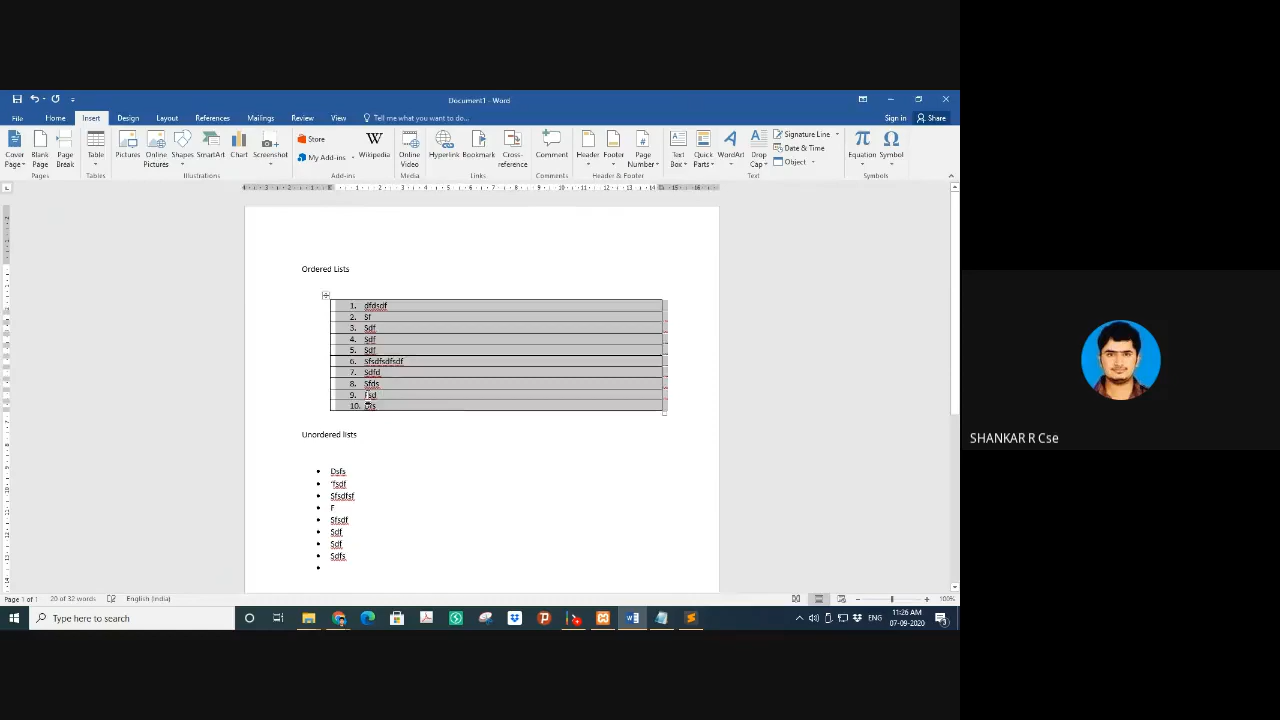 Document1 - Word
File Home Insert Design Layout References Mailings Review View Tell me what you want to do... Sign in Share
Cover Page Blank Page Page Break Table Pictures Online Pictures Shapes SmartArt Chart Screenshot Store My Add-ins Wikipedia Online Video Hyperlink Bookmark Cross-reference Comment Header Footer Page Number Text Box Quick Parts WordArt Drop Cap Signature Line Date & Time Object Equation Symbol
Pages Tables Illustrations Add-ins Media Links Comments Header & Footer Text Symbols
Ordered Lists
1. dfdsdf
2. Sf
3. Sdf
4. Sdf
5. Sdf
6. Sfsdfsdfsdf
7. Sdfd
8. Sfds
9. Fsd
10. Dfs
Unordered lists
• Dsfs
• 'fsdf
• Sfsdfsf
• F
• Sfsdf
• Sdf
• Sdf
• Sdfs
•
SHANKAR R Cse
Page 1 of 1 20 of 32 words English (India) 100%
Type here to search ENG 11:26 AM
07-09-2020